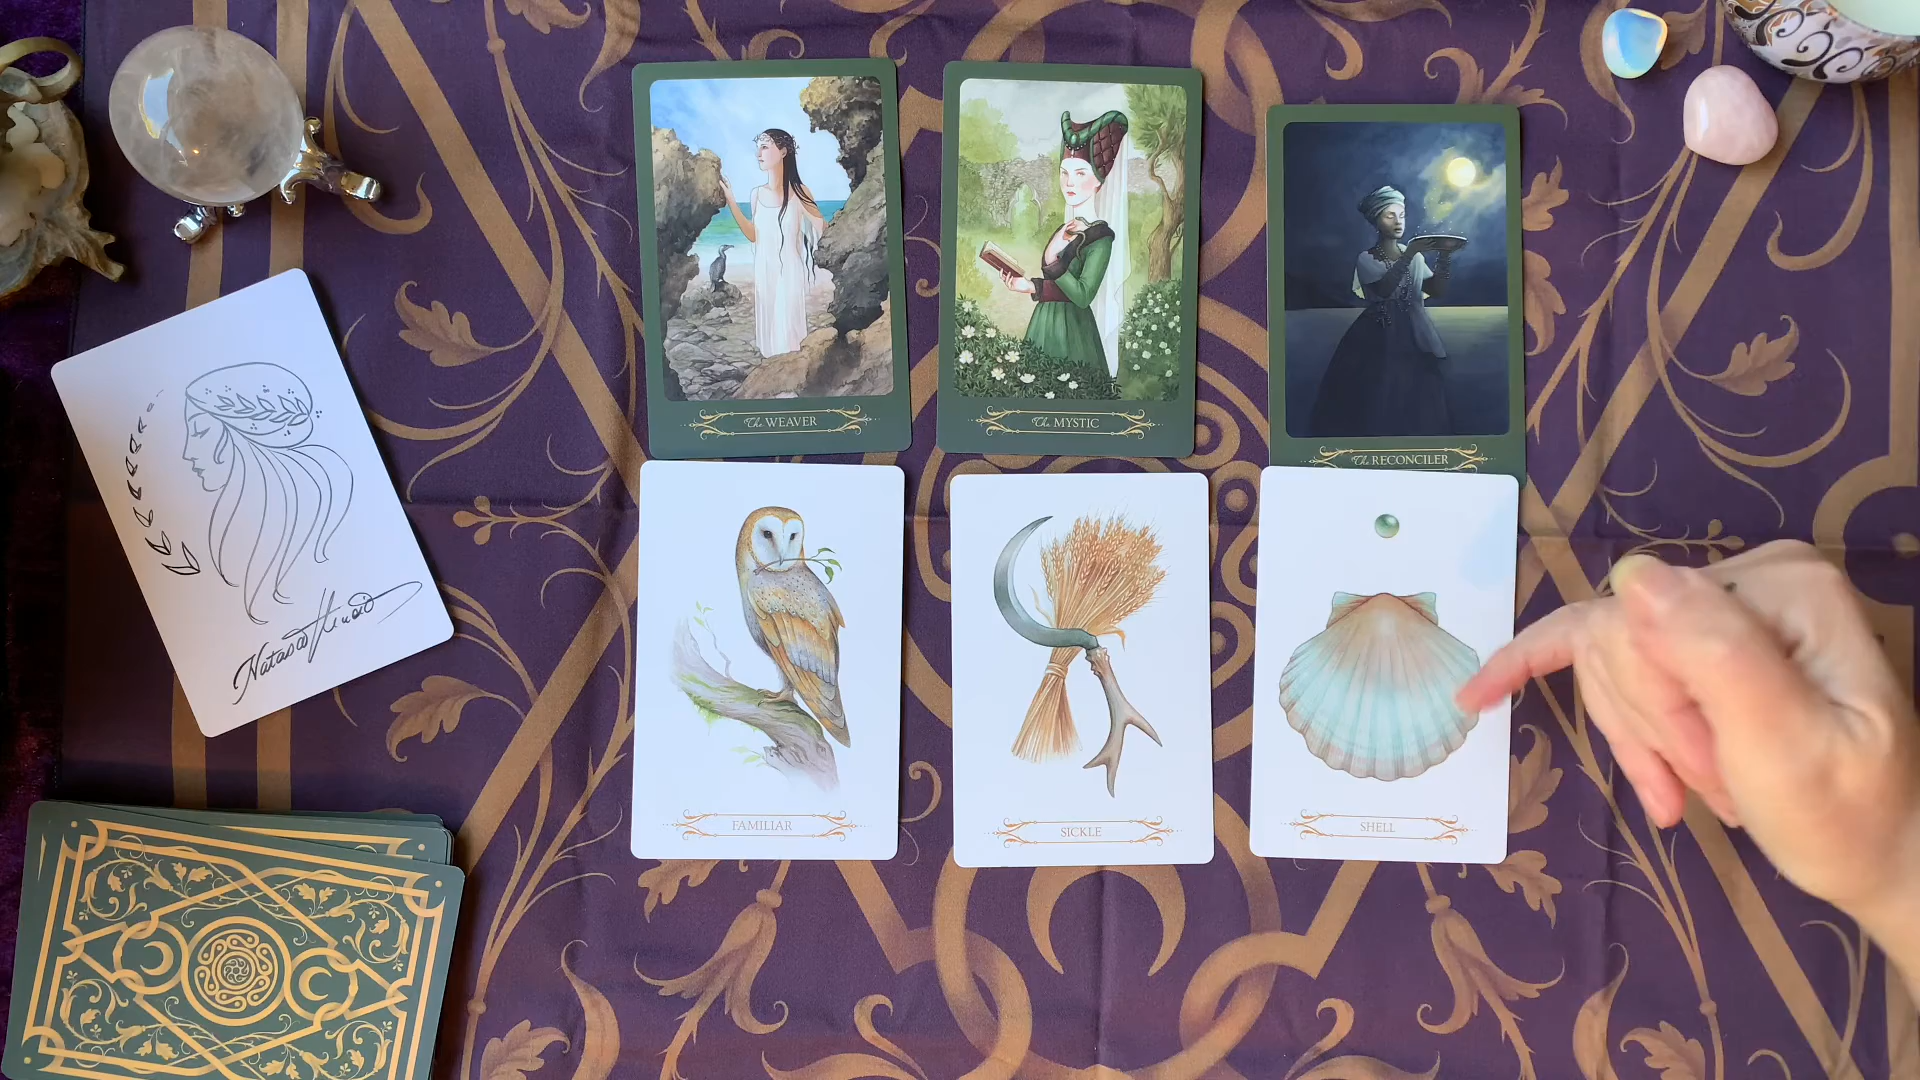 The WEAVER
The MYSTIC
The RECONCILER
FAMILIAR
SICKLE
SHELL